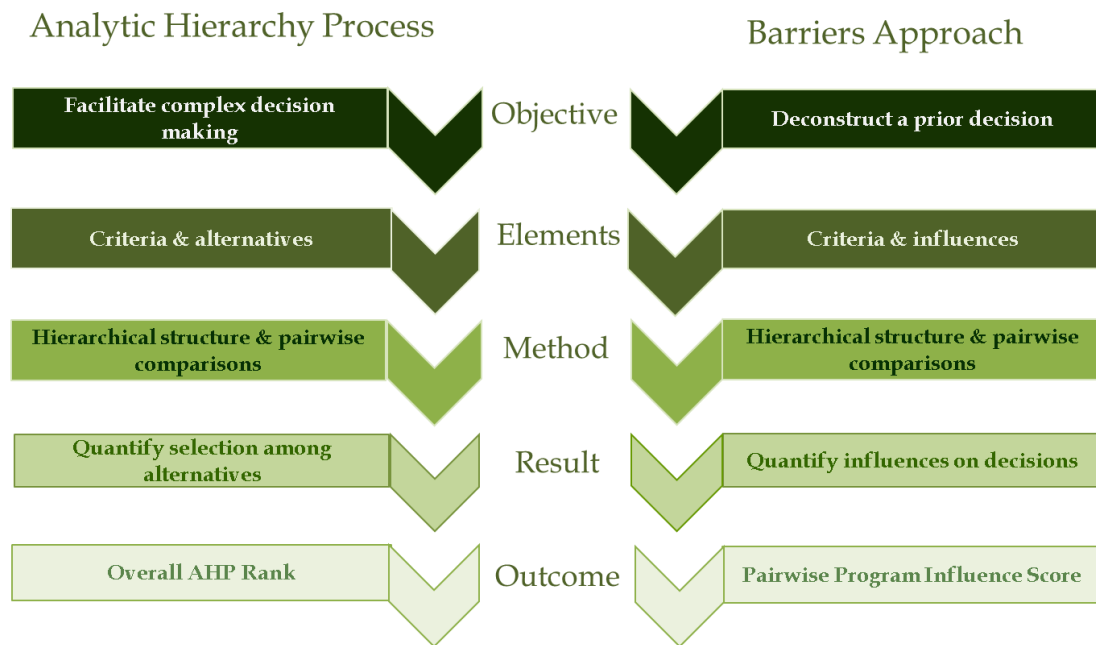 Analytic Hierarchy Process
Barriers Approach
Facilitate complex decision
making
Objective
Deconstruct a prior decision
Criteria & alternatives
Elements
Criteria & influences
Hierarchical structure & pairwise
comparisons
Method
Hierarchical structure & pairwise
comparisons
Quantify selection among
alternatives
Result
Quantify influences on decisions
Overall AHP Rank
Outcome
Pairwise Program Influence Score